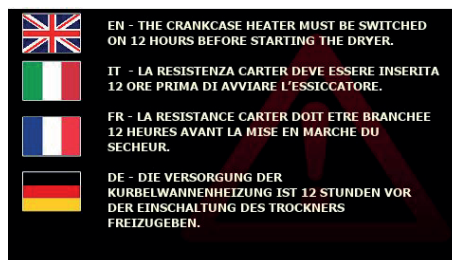 EN - THE CRANKCASE HEATER MUST BE SWITCHED
ON 12 HOURS BEFORE STARTING THE DRYER.
IT - LA RESISTENZA CARTER DEVE ESSERE INSERITA
12 ORE PRIMA DI AVVIARE L'ESSICCATORE.
FR - LA RESISTANCE CARTER DOIT ETRE BRANCHEE
12 HEURES AVANT LA MISE EN MARCHE DU
SECHEUR.
DE - DIE VERSORGUNG DER
KURBELWANNENHEIZUNG IST 12 STUNDEN VOR
DER EINSCHALTUNG DES TROCKNERS
FREIZUGEBEN.